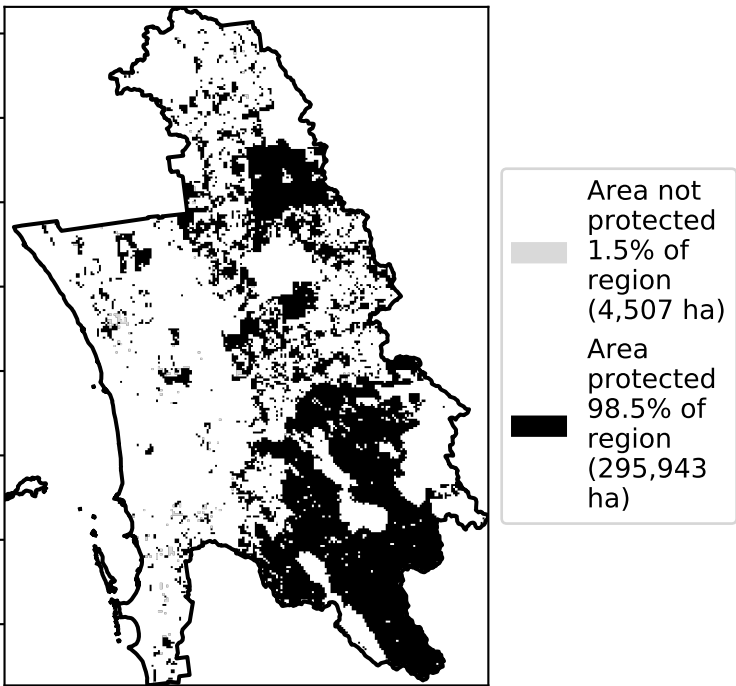 Area not
protected
1.5% of
region
(4,507 ha)
Area
protected
98.5% of
region
(295,943
ha)